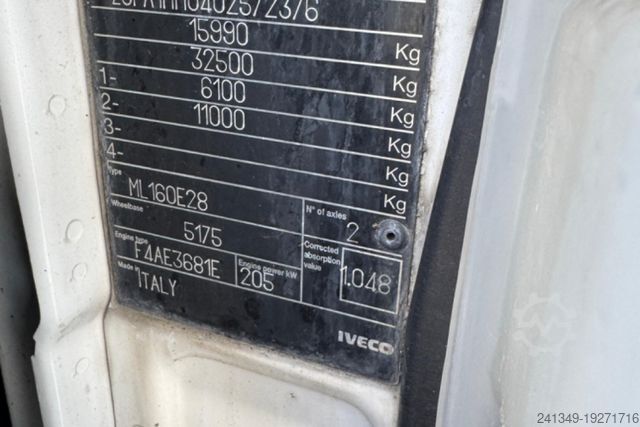 15990 Kg
32500 Kg
1- 6100 Kg
2- 11000 Kg
3- Kg
4- Kg
Type ML160E28
Wheelbase 5175
N° of axles 2
Engine type F4AE3681E
Engine power kW 205
Corrected absorption value 1.048
Made in ITALY
IVECO
241349-19271716